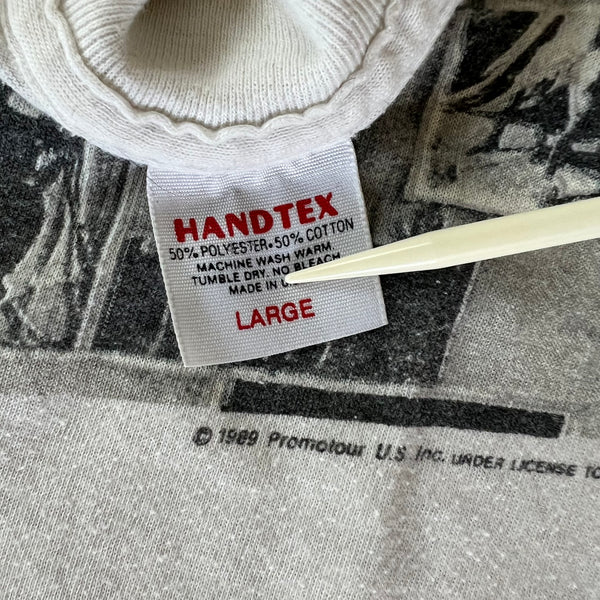 HANDTEX
50% POLYESTER • 50% COTTON
MACHINE WASH WARM
TUMBLE DRY. NO BLEACH
MADE IN
LARGE
© 1989 Promotour U.S. Inc. UNDER LICENSE TO